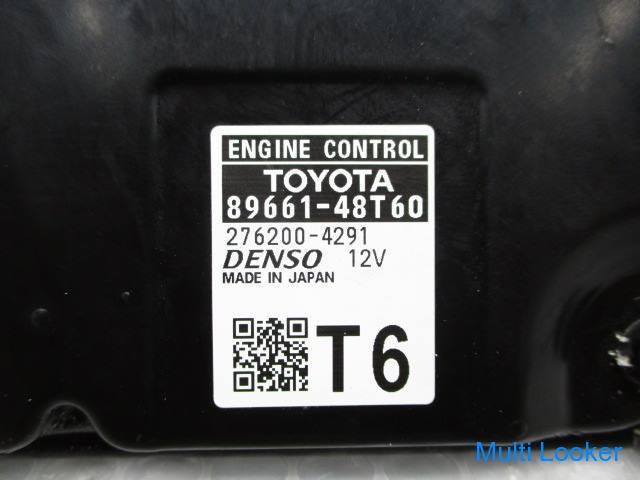 ENGINE CONTROL
TOYOTA
89661-48T60
276200-4291
DENSO 12V
MADE IN JAPAN
T6
Multi Looker